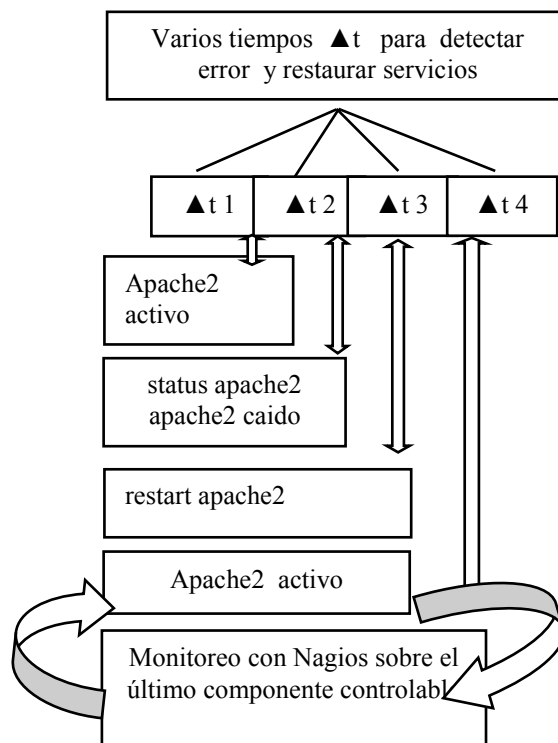 Varios tiempos ▲t para detectar
error y restaurar servicios
▲t 1 ▲t 2 ▲t 3 ▲t 4
Apache2
activo
status apache2
apache2 caido
restart apache2
Apache2 activo
Monitoreo con Nagios sobre el
último componente controlabl